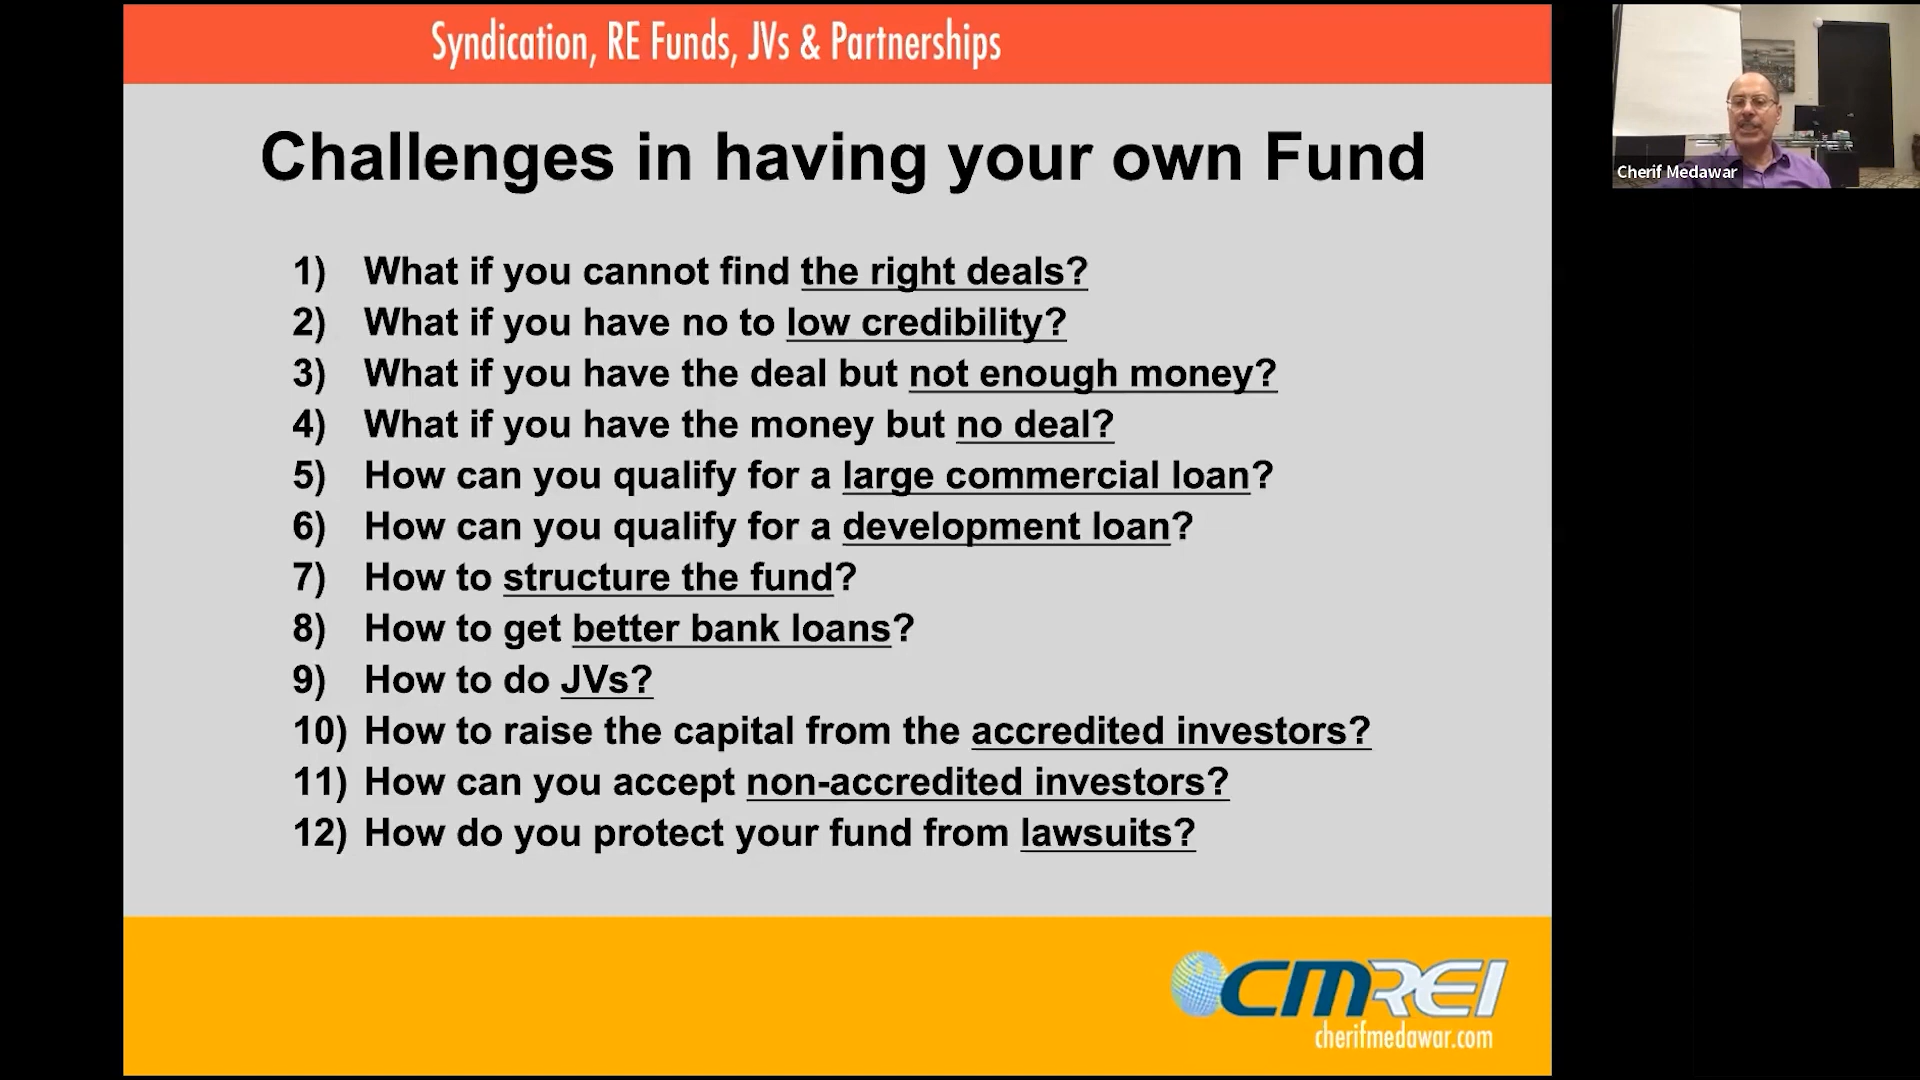 Syndication, RE Funds, JVs & Partnerships
Challenges in having your own Fund
1) What if you cannot find the right deals?
2) What if you have no to low credibility?
3) What if you have the deal but not enough money?
4) What if you have the money but no deal?
5) How can you qualify for a large commercial loan?
6) How can you qualify for a development loan?
7) How to structure the fund?
8) How to get better bank loans?
9) How to do JVs?
10) How to raise the capital from the accredited investors?
11) How can you accept non-accredited investors?
12) How do you protect your fund from lawsuits?
CMREI
cherifmedawar.com
Cherif Medawar